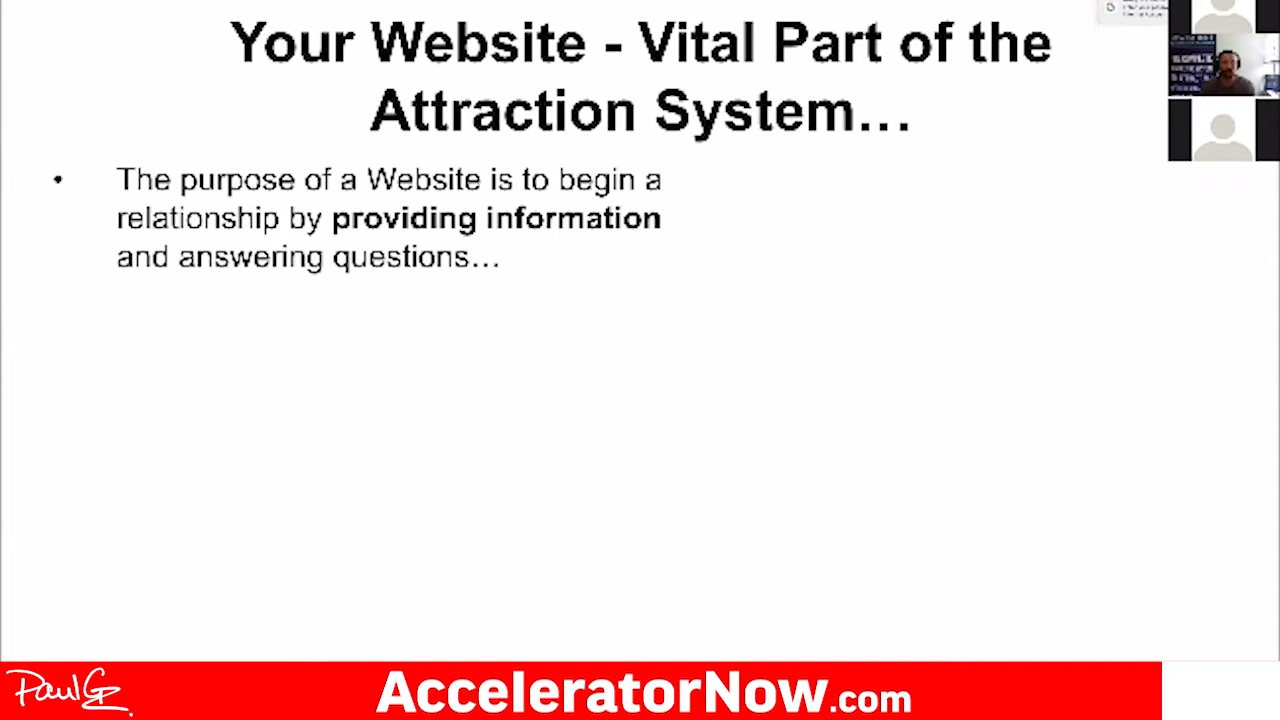 Your Website - Vital Part of the
Attraction System…
• The purpose of a Website is to begin a
relationship by providing information
and answering questions…
PaulG
AcceleratorNow.com